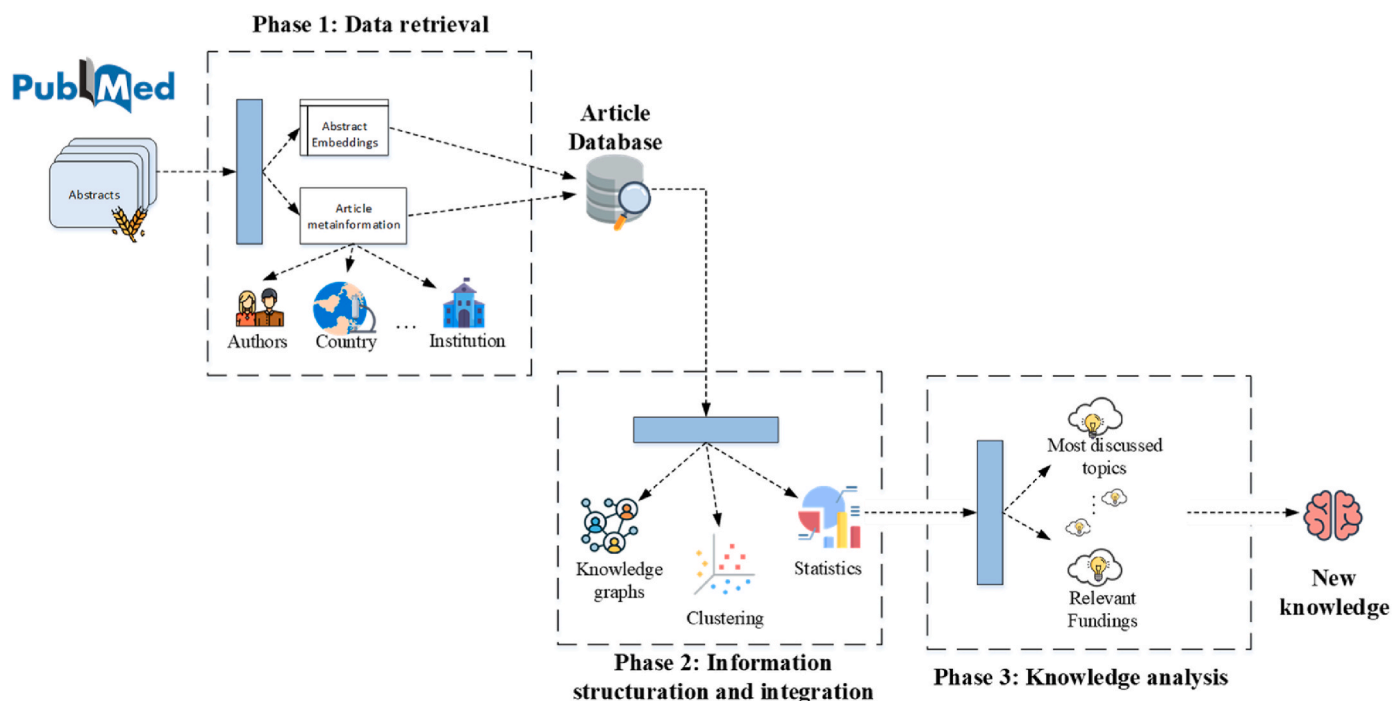 Phase 1: Data retrieval
PubMed
Abstracts
Abstract
Embeddings
Article
metainformation
Authors
Country
...
Institution
Article
Database
Knowledge
graphs
Clustering
Statistics
Phase 2: Information
structuration and integration
Most discussed
topics
Relevant
Fundings
Phase 3: Knowledge analysis
New
knowledge